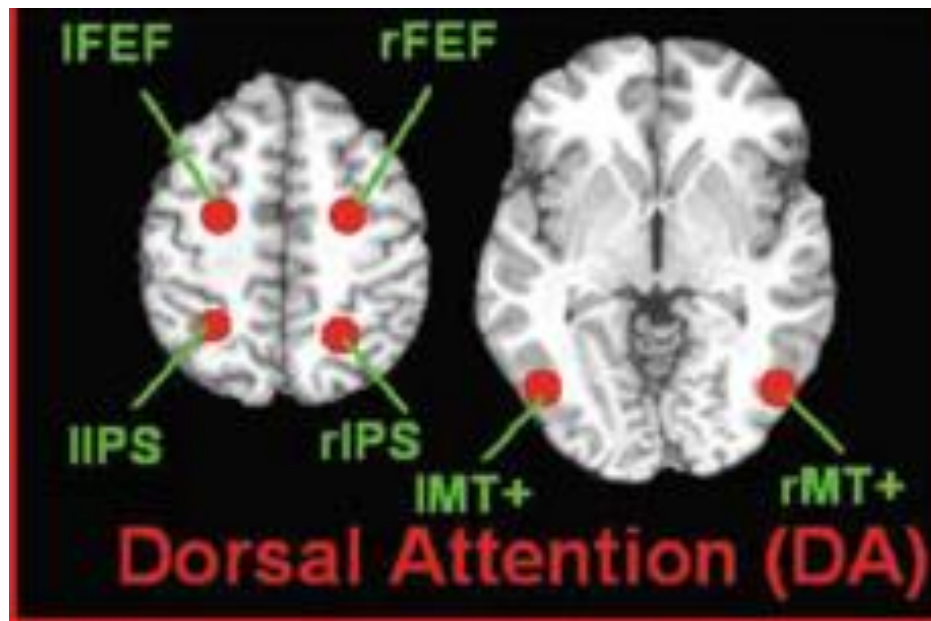 lFEF rFEF
lIPS rIPS
lMT+ rMT+
Dorsal Attention (DA)